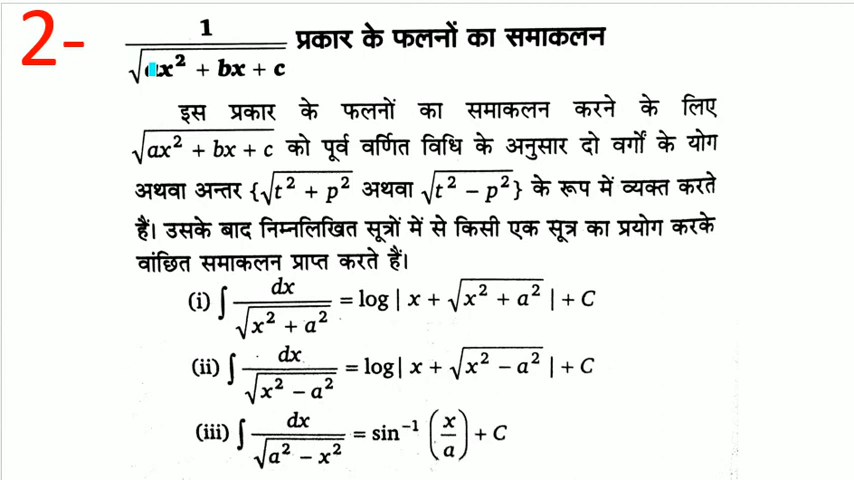 2- 1/√(ax² + bx + c) प्रकार के फलनों का समाकलन
इस प्रकार के फलनों का समाकलन करने के लिए
√(ax² + bx + c) को पूर्व वर्णित विधि के अनुसार दो वर्गों के योग
अथवा अन्तर {√(t² + p²) अथवा √(t² − p²)} के रूप में व्यक्त करते
हैं। उसके बाद निम्नलिखित सूत्रों में से किसी एक सूत्र का प्रयोग करके
वांछित समाकलन प्राप्त करते हैं।
(i) ∫ dx/√(x² + a²) = log | x + √(x² + a²) | + C
(ii) ∫ dx/√(x² − a²) = log| x + √(x² − a²) | + C
(iii) ∫ dx/√(a² − x²) = sin⁻¹ (x/a) + C